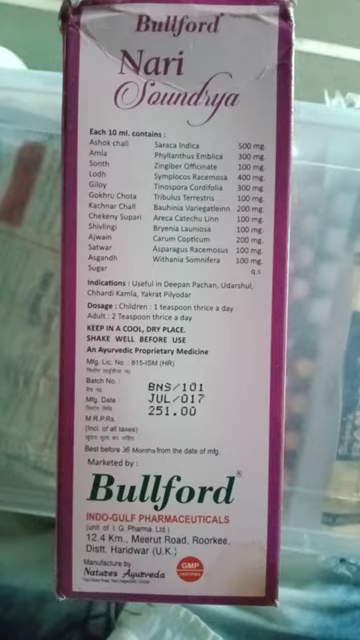 Bullford
Nari
Soundrya
Each 10 ml. contains :
Ashok chall Saraca Indica 500 mg.
Amla Phyllanthus Emblica 300 mg.
Sonth Zingiber Officinate 100 mg.
Lodh Symplocos Racemosa 400 mg.
Giloy Tinospora Cordifolia 300 mg.
Gokhru Chota Tribulus Terrestris 100 mg.
Kachnar Chall Bauhinia Variegatleinn 200 mg.
Chekeny Supari Areca Catechu Linn 100 mg.
Shivlingi Bryenia Launiosa 100 mg.
Ajwain Carum Copticum 200 mg.
Satwar Asparagus Racemosus 100 mg.
Asgandh Withania Somnifera 100 mg.
Sugar q.s
Indications : Useful in Deepan Pachan, Udarshul,
Chhardi Kamla, Yakrat Pilyodar
Dosage : Children : 1 teaspoon thrice a day
Adult : 2 Teaspoon thrice a day
KEEP IN A COOL, DRY PLACE.
SHAKE WELL BEFORE USE
An Ayurvedic Proprietary Medicine
Mfg. Lic. No. : 815-ISM (HR)
Batch No. : BNS/101
Mfg. Date : JUL/017
M.R.P.Rs. 251.00
(Incl. of all taxes)
Best before 36 Months from the date of mfg.
Marketed by :
Bullford®
INDO-GULF PHARMACEUTICALS
(unit of I. G. Pharma. Ltd.)
12.4 Km., Meerut Road, Roorkee,
Distt. Haridwar (U.K.)
Manufacture by
Natures Ayurveda
GMP